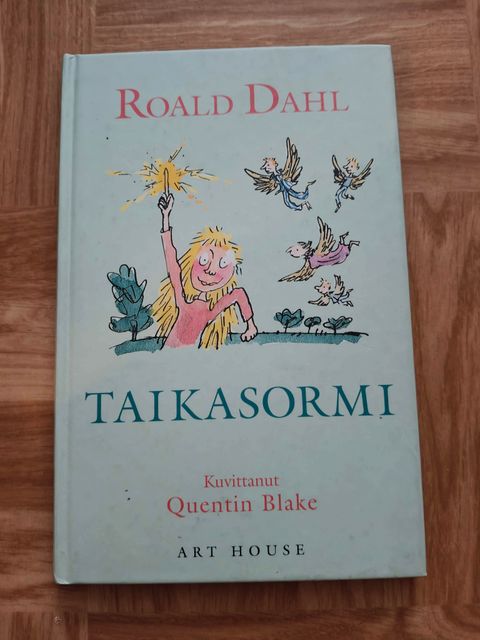 ROALD DAHL
TAIKASORMI
Kuvittanut
Quentin Blake
ART HOUSE